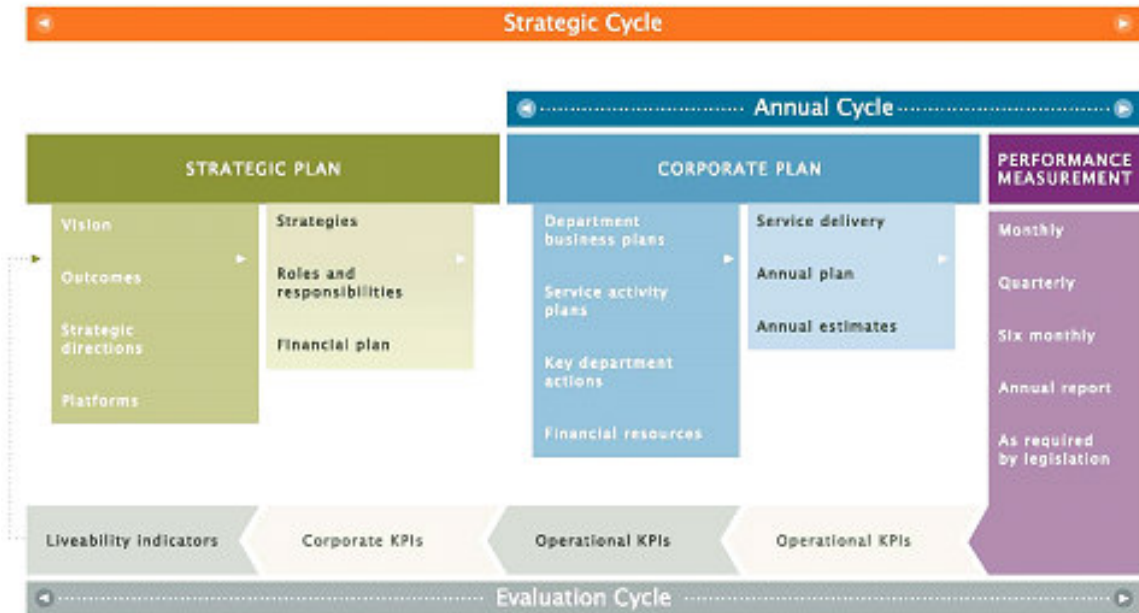 Strategic Cycle
Annual Cycle
STRATEGIC PLAN
CORPORATE PLAN
PERFORMANCE
MEASUREMENT
Vision
Outcomes
Strategic
directions
Platforms
Strategies
Roles and
responsibilities
Financial plan
Department
business plans
Service activity
plans
Key department
actions
Financial resources
Service delivery
Annual plan
Annual estimates
Monthly
Quarterly
Six monthly
Annual report
As required
by legislation
Liveability indicators
Corporate KPIs
Operational KPIs
Operational KPIs
Evaluation Cycle